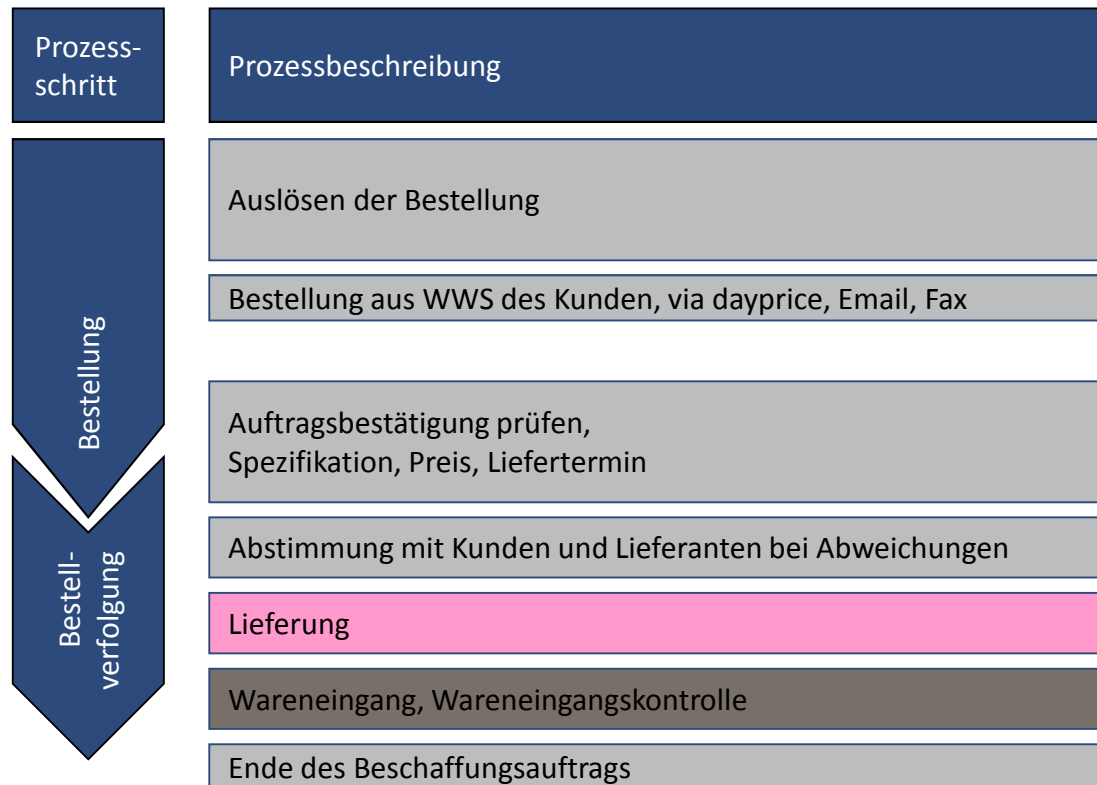 Prozess-
schritt
Prozessbeschreibung
Bestellung
Auslösen der Bestellung
Bestellung aus WWS des Kunden, via dayprice, Email, Fax
Auftragsbestätigung prüfen,
Spezifikation, Preis, Liefertermin
Bestell-
verfolgung
Abstimmung mit Kunden und Lieferanten bei Abweichungen
Lieferung
Wareneingang, Wareneingangskontrolle
Ende des Beschaffungsauftrags